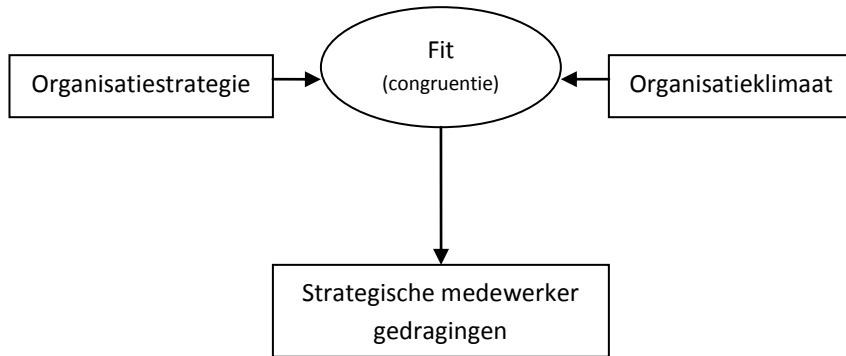 Fit
(congruentie)
Organisatiestrategie
Organisatieklimaat
Strategische medewerker
gedragingen